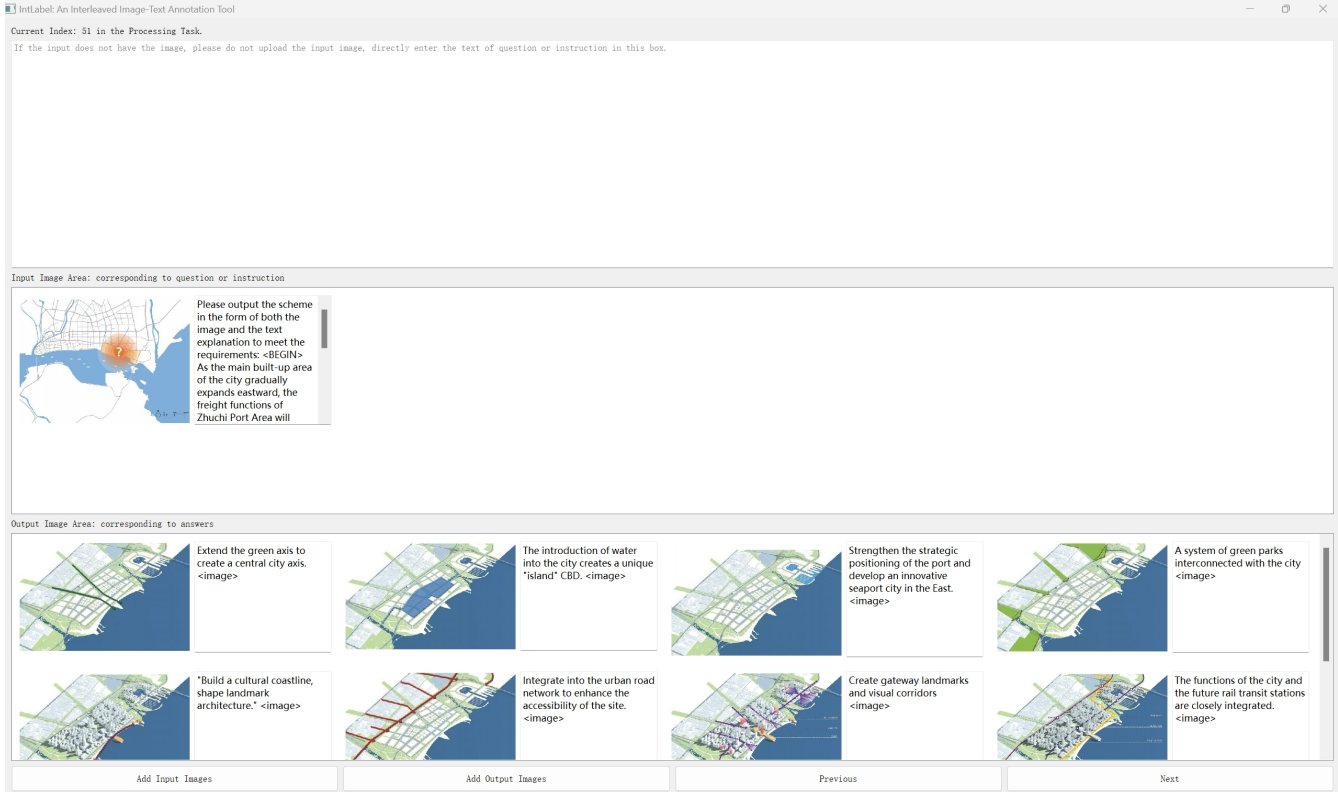 IntLabel: An Interleaved Image-Text Annotation Tool
Current Index: 51 in the Processing Task.
If the input does not have the image, please do not upload the input image, directly enter the text of question or instruction in this box.
Input Image Area: corresponding to question or instruction
?
Please output the scheme
in the form of both the
image and the text
explanation to meet the
requirements: <BEGIN>
As the main built-up area
of the city gradually
expands eastward, the
freight functions of
Zhuchi Port Area will
Output Image Area: corresponding to answers
Extend the green axis to
create a central city axis.
<image>
The introduction of water
into the city creates a unique
"island" CBD. <image>
Strengthen the strategic
positioning of the port and
develop an innovative
seaport city in the East.
<image>
A system of green parks
interconnected with the city
<image>
"Build a cultural coastline,
shape landmark
architecture." <image>
Integrate into the urban road
network to enhance the
accessibility of the site.
<image>
Create gateway landmarks
and visual corridors
<image>
The functions of the city and
the future rail transit stations
are closely integrated.
<image>
Add Input Images
Add Output Images
Previous
Next